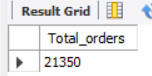 Result Grid
Total_orders
21350